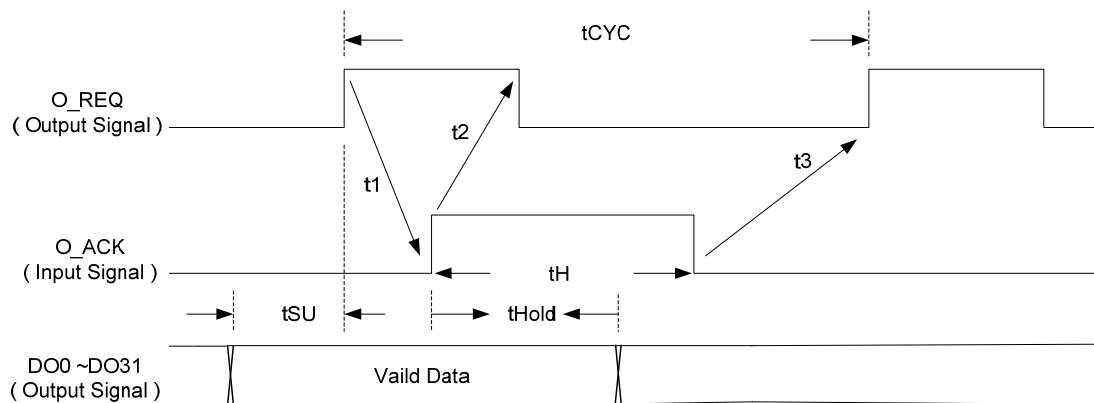 tCYC
O_REQ
( Output Signal )
t2
t3
t1
O_ACK
( Input Signal )
tH
tSU
tHold
DO0 ~DO31
( Output Signal )
Vaild Data